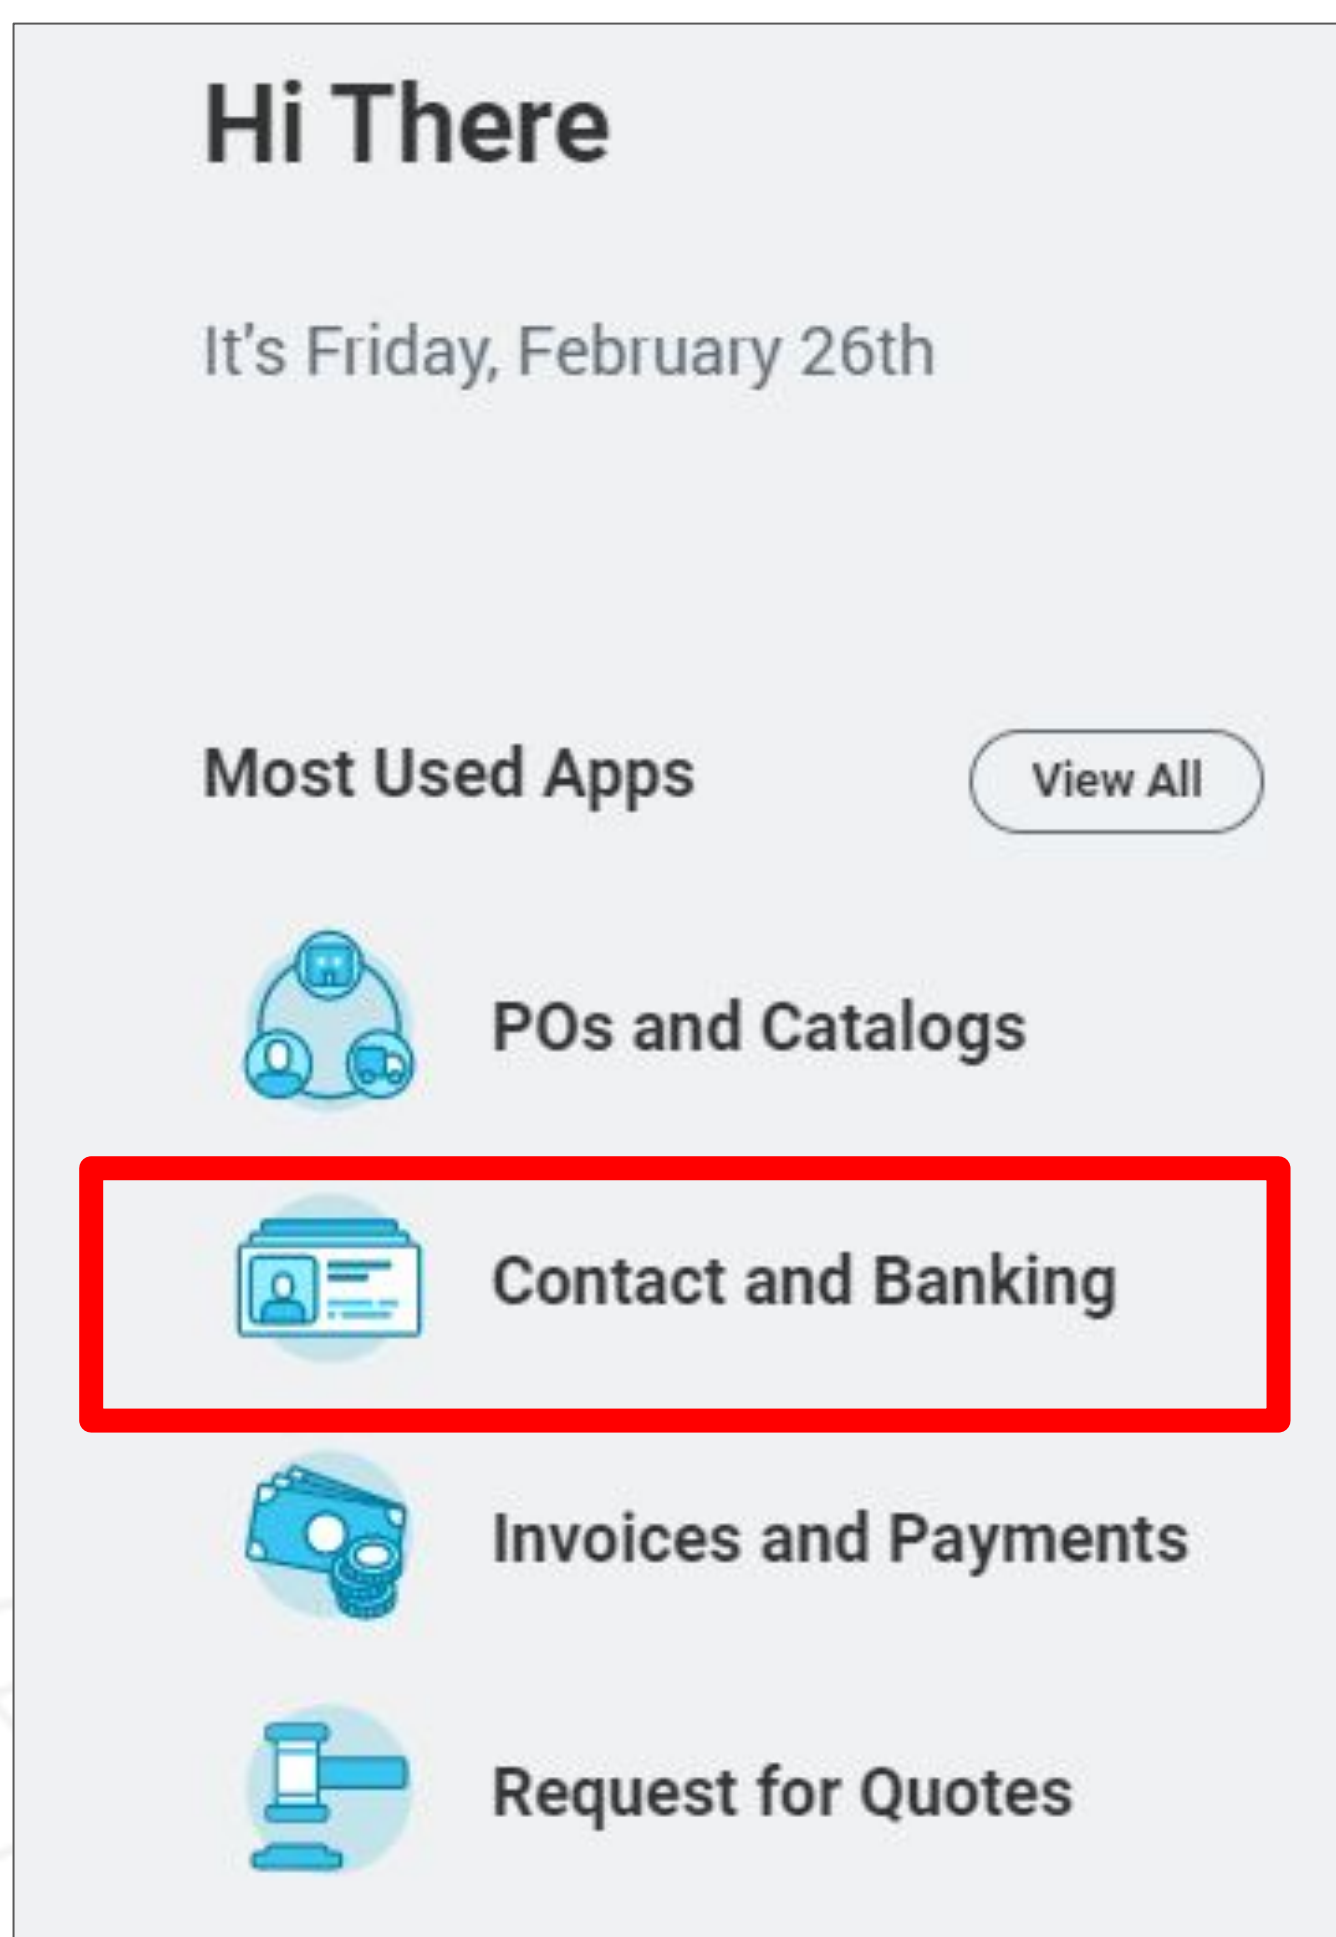 Hi There
It's Friday, February 26th
Most Used Apps
View All
POs and Catalogs
Contact and Banking
Invoices and Payments
Request for Quotes